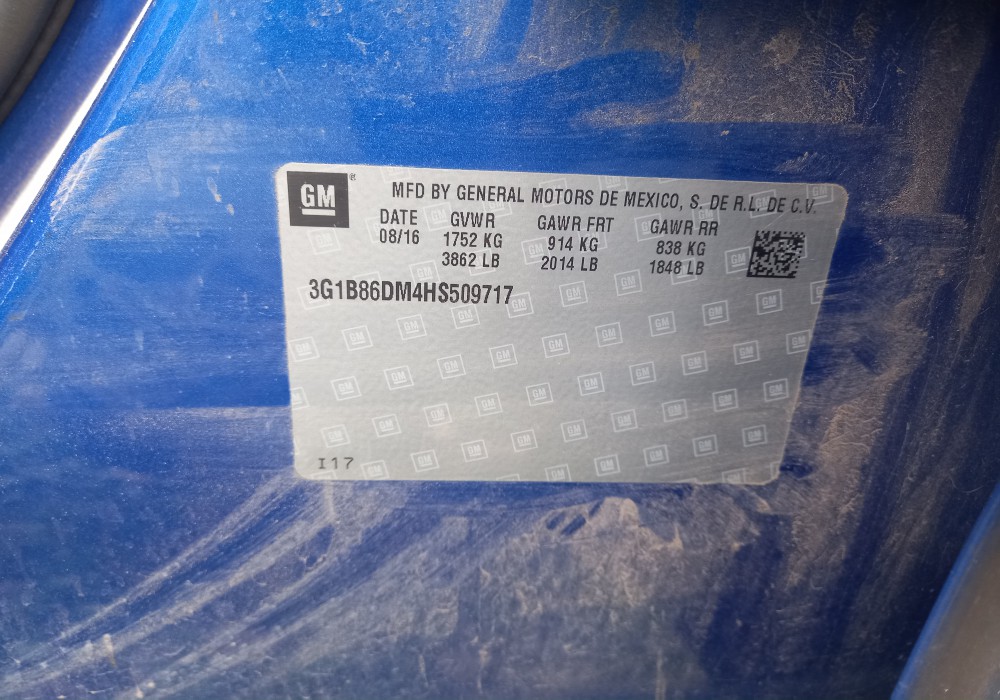 GM ® MFD BY GENERAL MOTORS DE MEXICO, S. DE R.L. DE C.V.
DATE GVWR GAWR FRT GAWR RR
08/16 1752 KG 914 KG 838 KG
3862 LB 2014 LB 1848 LB
3G1B86DM4HS509717
I17